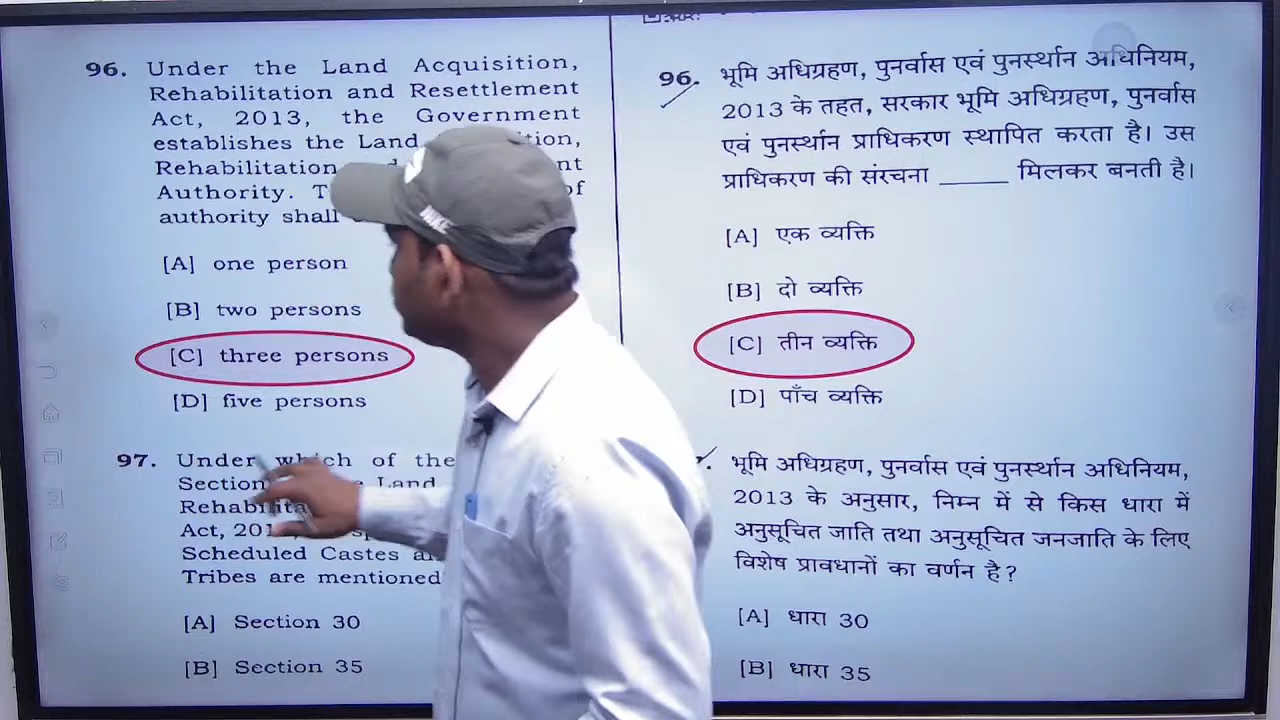 96. Under the Land Acquisition,
Rehabilitation and Resettlement
Act, 2013, the Government
establishes the Land
Rehabilitation
Authority.
authority shall
[A] one person
[B] two persons
[C] three persons
[D] five persons
97. Under which of the
Section Land
Act,
Scheduled Castes
Tribes are mentioned
[A] Section 30
[B] Section 35
96. भूमि अधिग्रहण, पुनर्वास एवं पुनर्स्थान अधिनियम,
2013 के तहत, सरकार भूमि अधिग्रहण, पुनर्वास
एवं पुनर्स्थान प्राधिकरण स्थापित करता है। उस
प्राधिकरण की संरचना _____ मिलकर बनती है।
[A] एक व्यक्ति
[B] दो व्यक्ति
[C] तीन व्यक्ति
[D] पाँच व्यक्ति
भूमि अधिग्रहण, पुनर्वास एवं पुनर्स्थान अधिनियम,
2013 के अनुसार, निम्न में से किस धारा में
अनुसूचित जाति तथा अनुसूचित जनजाति के लिए
विशेष प्रावधानों का वर्णन है?
[A] धारा 30
[B] धारा 35
NIKE